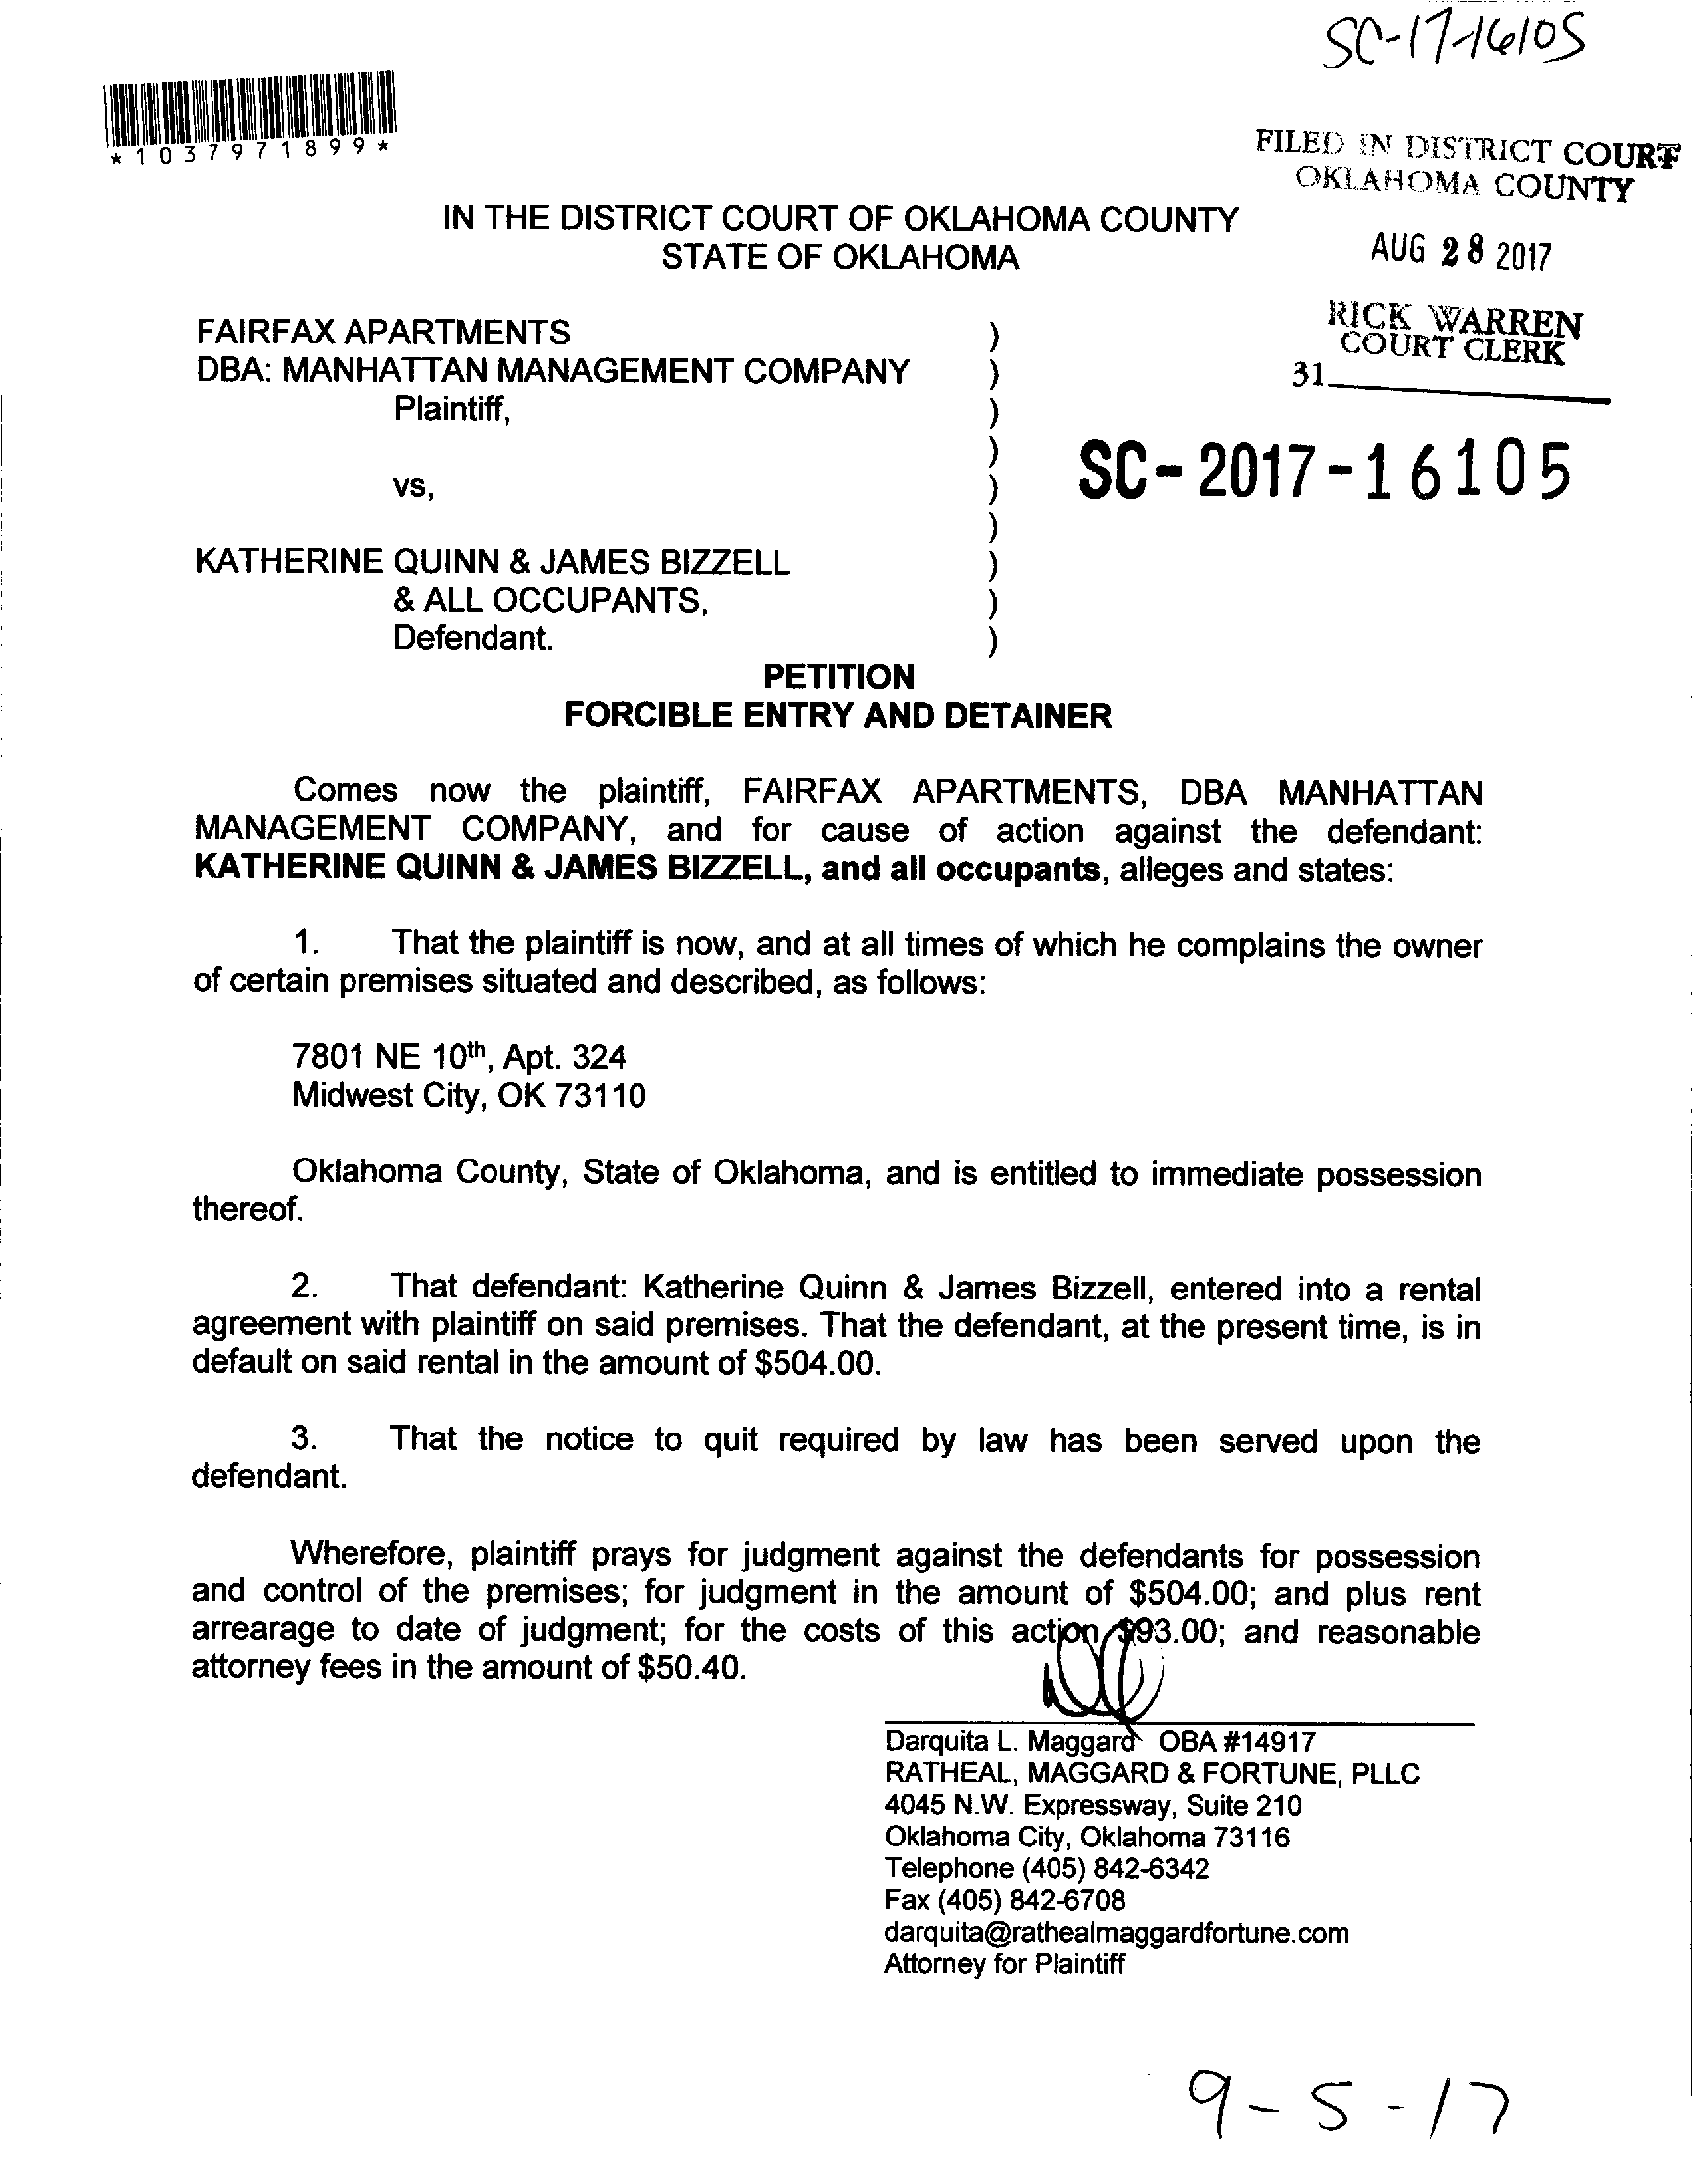 SC-17-16105
*1037971899*
FILED IN DISTRICT COURT
OKLAHOMA COUNTY
IN THE DISTRICT COURT OF OKLAHOMA COUNTY
STATE OF OKLAHOMA
AUG 28 2017
RICK WARREN
COURT CLERK
31
FAIRFAX APARTMENTS )
DBA: MANHATTAN MANAGEMENT COMPANY )
Plaintiff, )
)
vs, )
SC-2017-16105
)
KATHERINE QUINN & JAMES BIZZELL )
& ALL OCCUPANTS, )
Defendant. )
PETITION
FORCIBLE ENTRY AND DETAINER
Comes now the plaintiff, FAIRFAX APARTMENTS, DBA MANHATTAN
MANAGEMENT COMPANY, and for cause of action against the defendant:
KATHERINE QUINN & JAMES BIZZELL, and all occupants, alleges and states:
1. That the plaintiff is now, and at all times of which he complains the owner
of certain premises situated and described, as follows:
7801 NE 10th, Apt. 324
Midwest City, OK 73110
Oklahoma County, State of Oklahoma, and is entitled to immediate possession
thereof.
2. That defendant: Katherine Quinn & James Bizzell, entered into a rental
agreement with plaintiff on said premises. That the defendant, at the present time, is in
default on said rental in the amount of $504.00.
3. That the notice to quit required by law has been served upon the
defendant.
Wherefore, plaintiff prays for judgment against the defendants for possession
and control of the premises; for judgment in the amount of $504.00; and plus rent
arrearage to date of judgment; for the costs of this action $93.00; and reasonable
attorney fees in the amount of $50.40.
Darquita L. Maggard OBA #14917
RATHEAL, MAGGARD & FORTUNE, PLLC
4045 N.W. Expressway, Suite 210
Oklahoma City, Oklahoma 73116
Telephone (405) 842-6342
Fax (405) 842-6708
darquita@rathealmaggardfortune.com
Attorney for Plaintiff
9-5-17